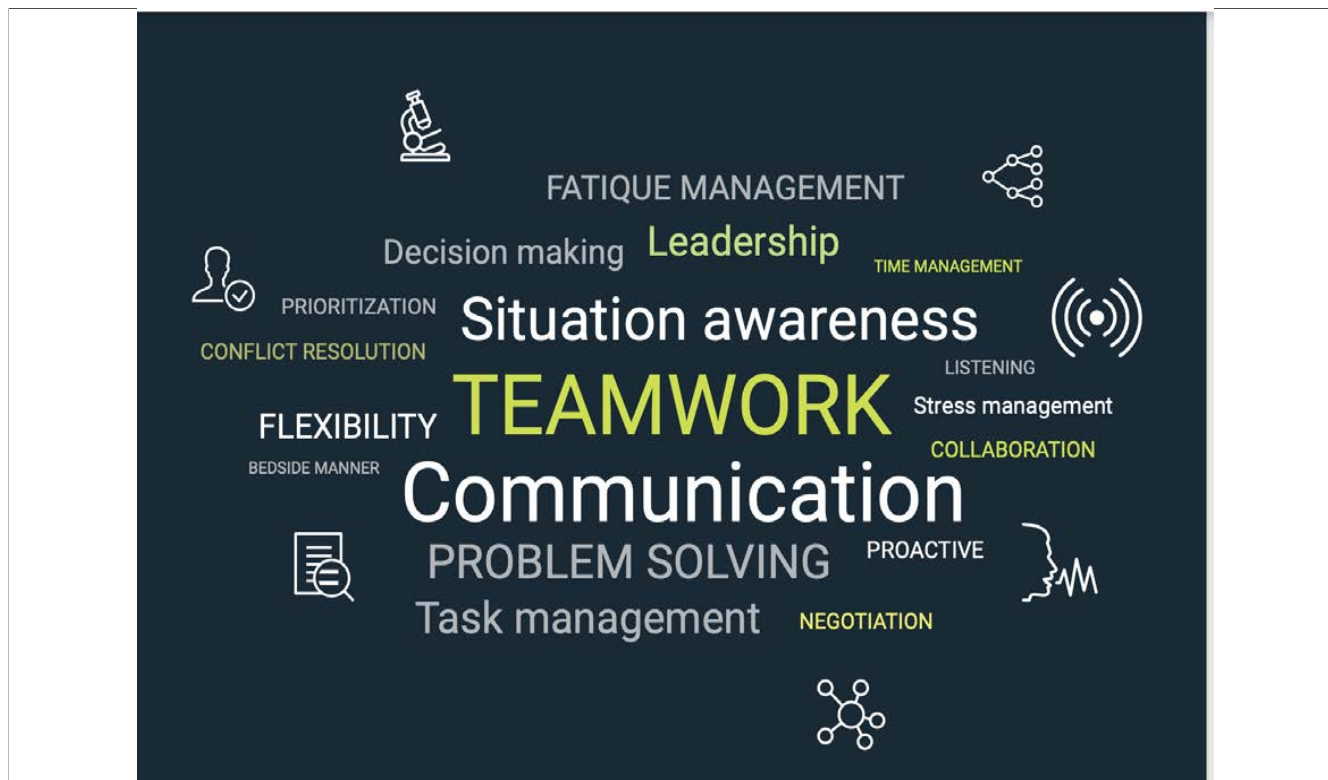 FATIQUE MANAGEMENT
Decision making
Leadership
TIME MANAGEMENT
PRIORITIZATION
Situation awareness
CONFLICT RESOLUTION
LISTENING
TEAMWORK
Stress management
FLEXIBILITY
COLLABORATION
BEDSIDE MANNER
Communication
PROBLEM SOLVING
PROACTIVE
Task management
NEGOTIATION